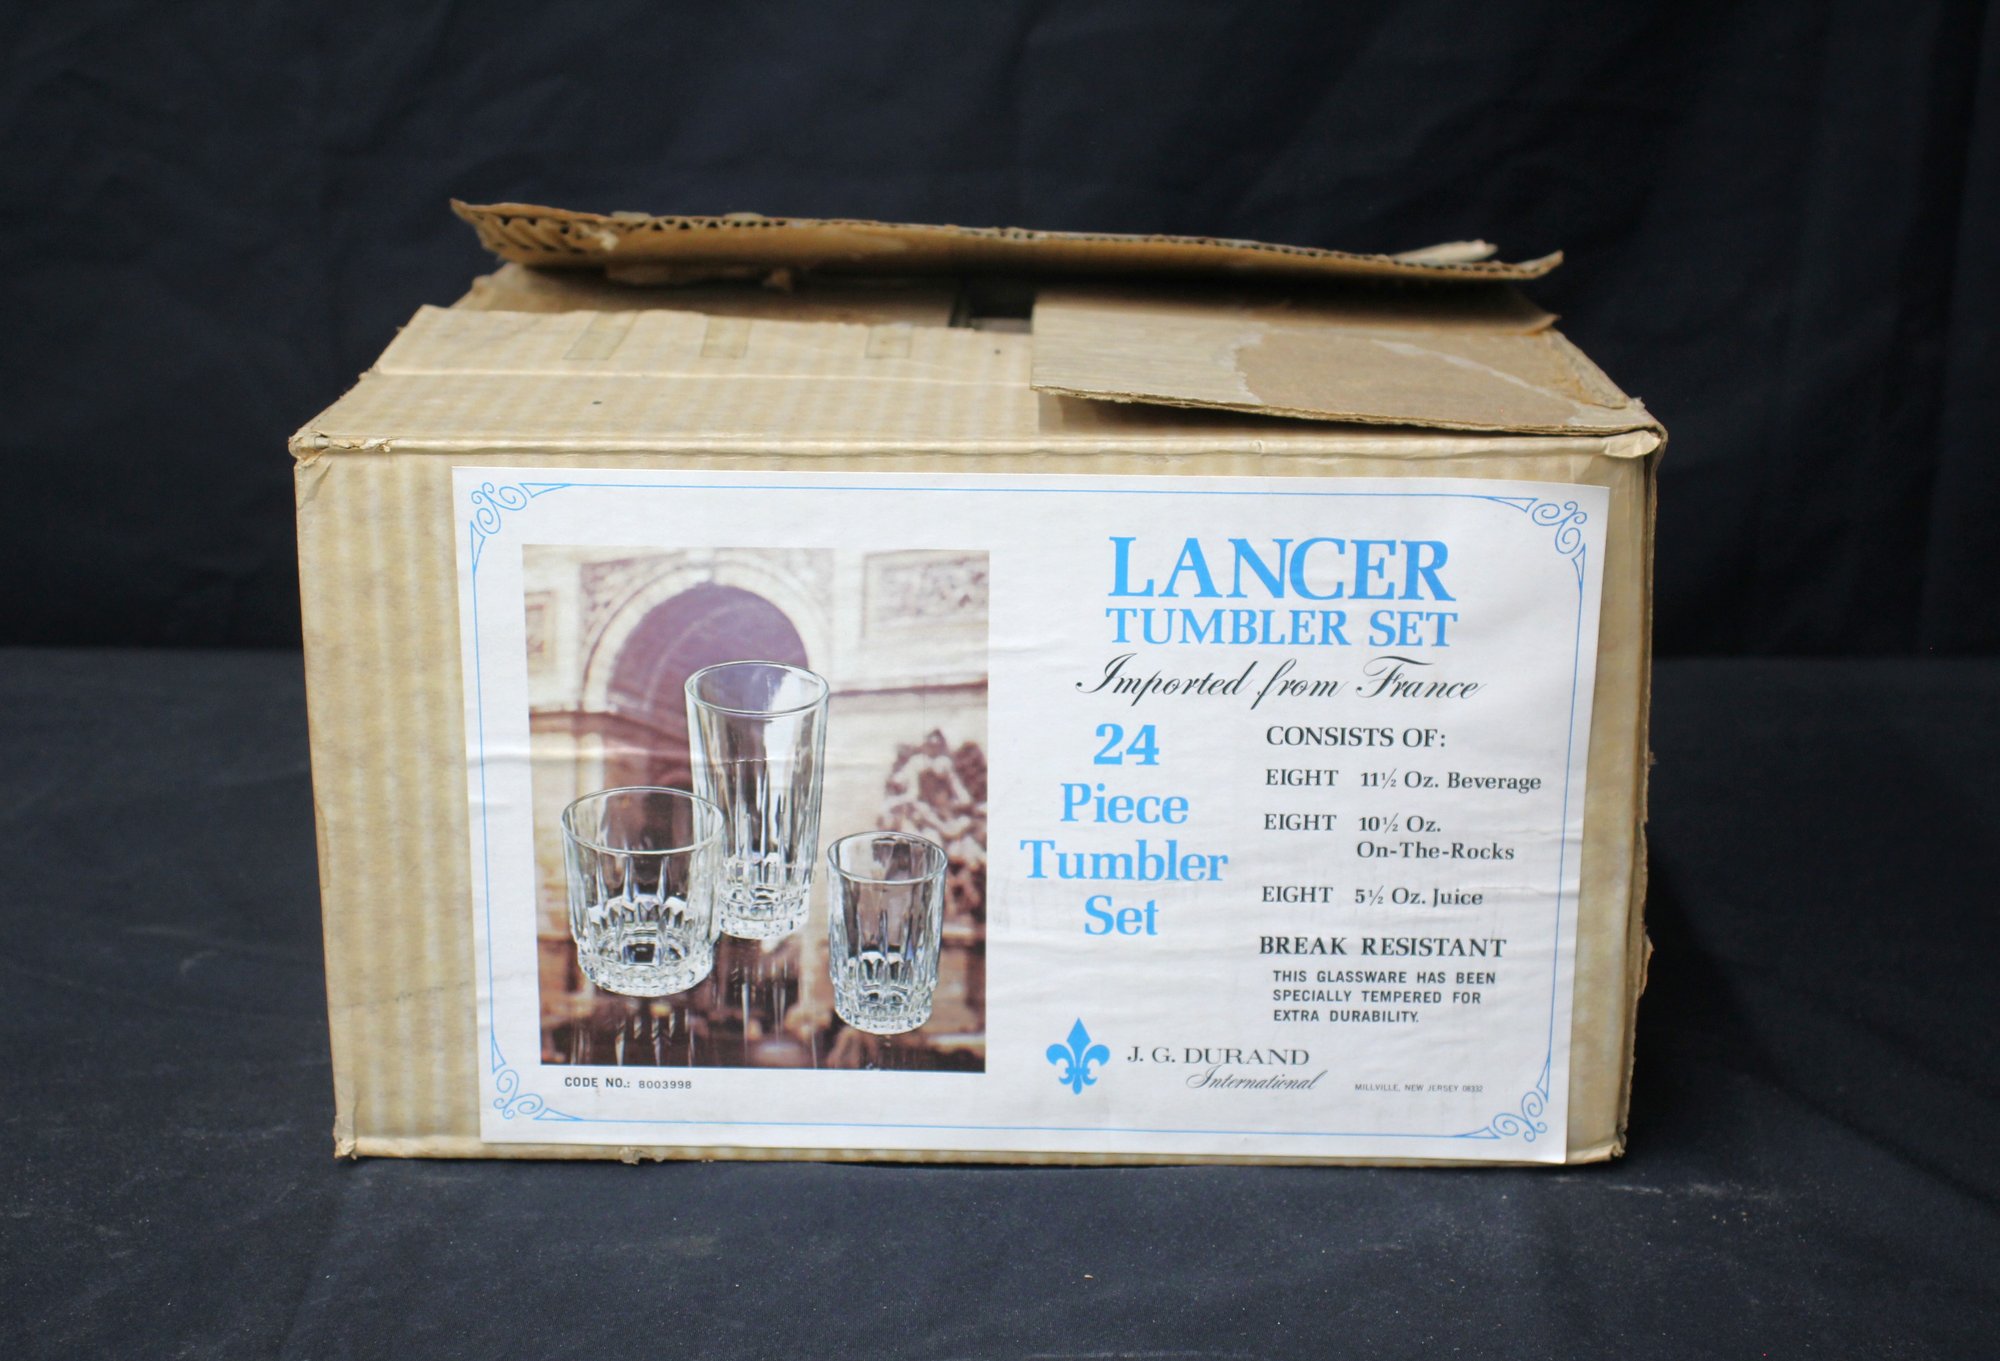 LANCER
TUMBLER SET
Imported from France
24
Piece
Tumbler
Set
CONSISTS OF:
EIGHT 11½ Oz. Beverage
EIGHT 10½ Oz.
On-The-Rocks
EIGHT 5½ Oz. Juice
BREAK RESISTANT
THIS GLASSWARE HAS BEEN
SPECIALLY TEMPERED FOR
EXTRA DURABILITY.
J. G. DURAND
International
MILLVILLE, NEW JERSEY 08332
CODE NO.: 8003998